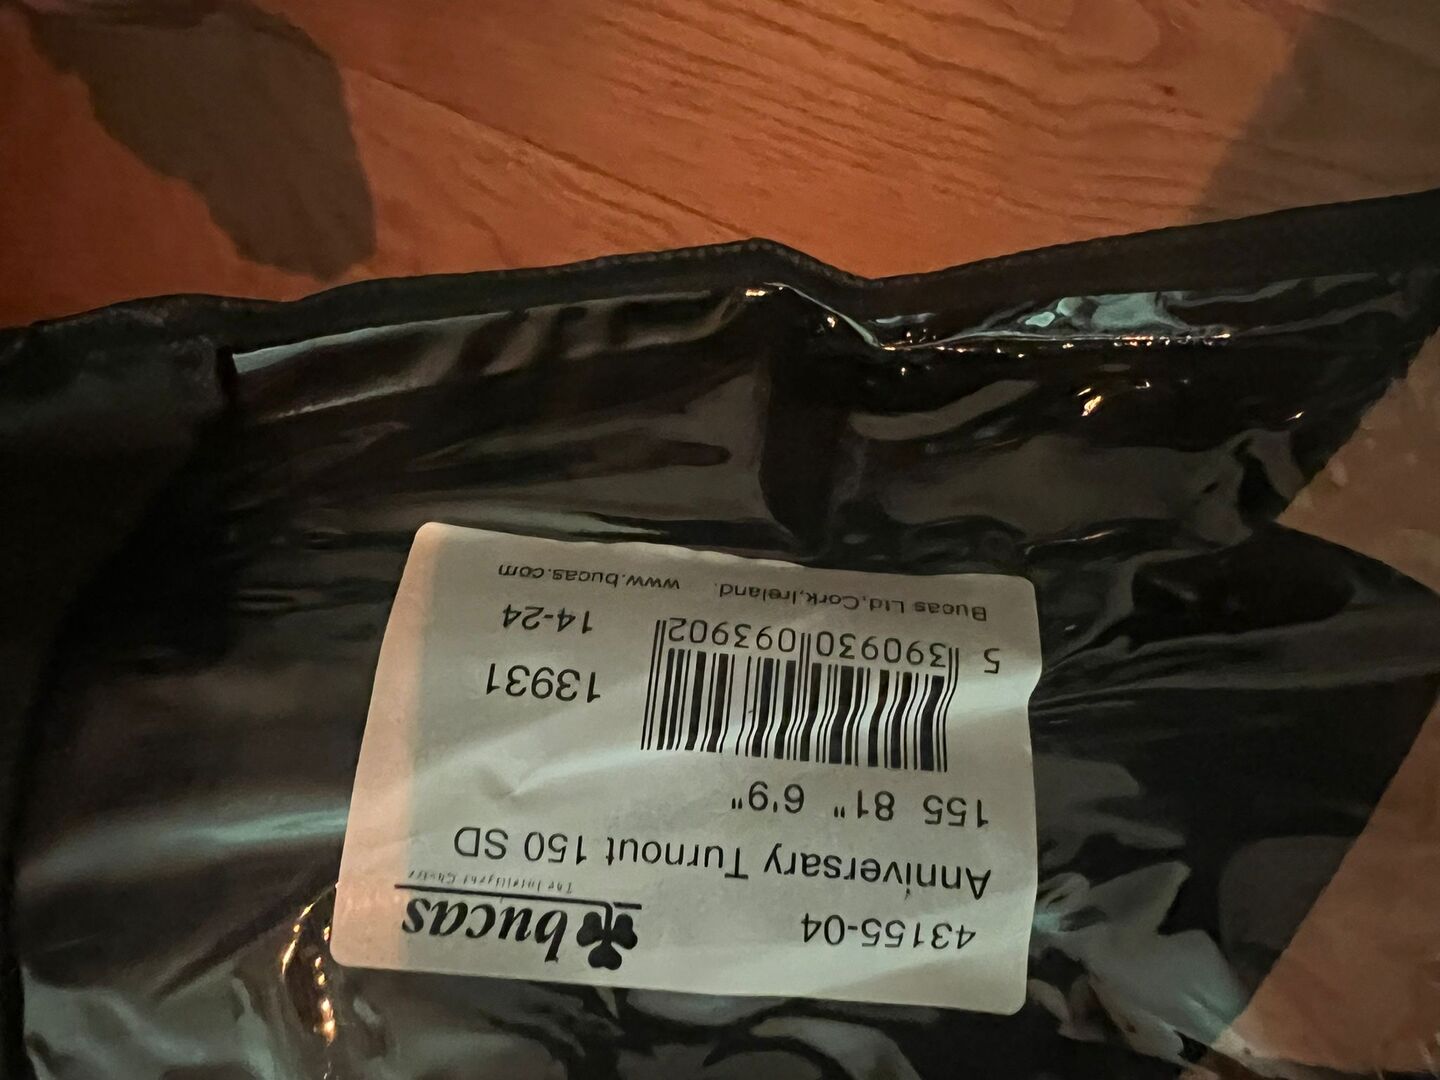 43155-04
bucas
The Intelligent Choice
Anniversary Turnout 150 SD
155 81" 6'9"
5 390930 093902
13931
14-24
Bucas Ltd,Cork,Ireland. www.bucas.com